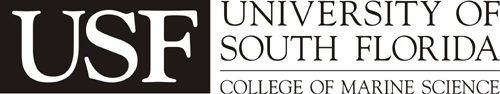 USF
UNIVERSITY OF
SOUTH FLORIDA
COLLEGE OF MARINE SCIENCE